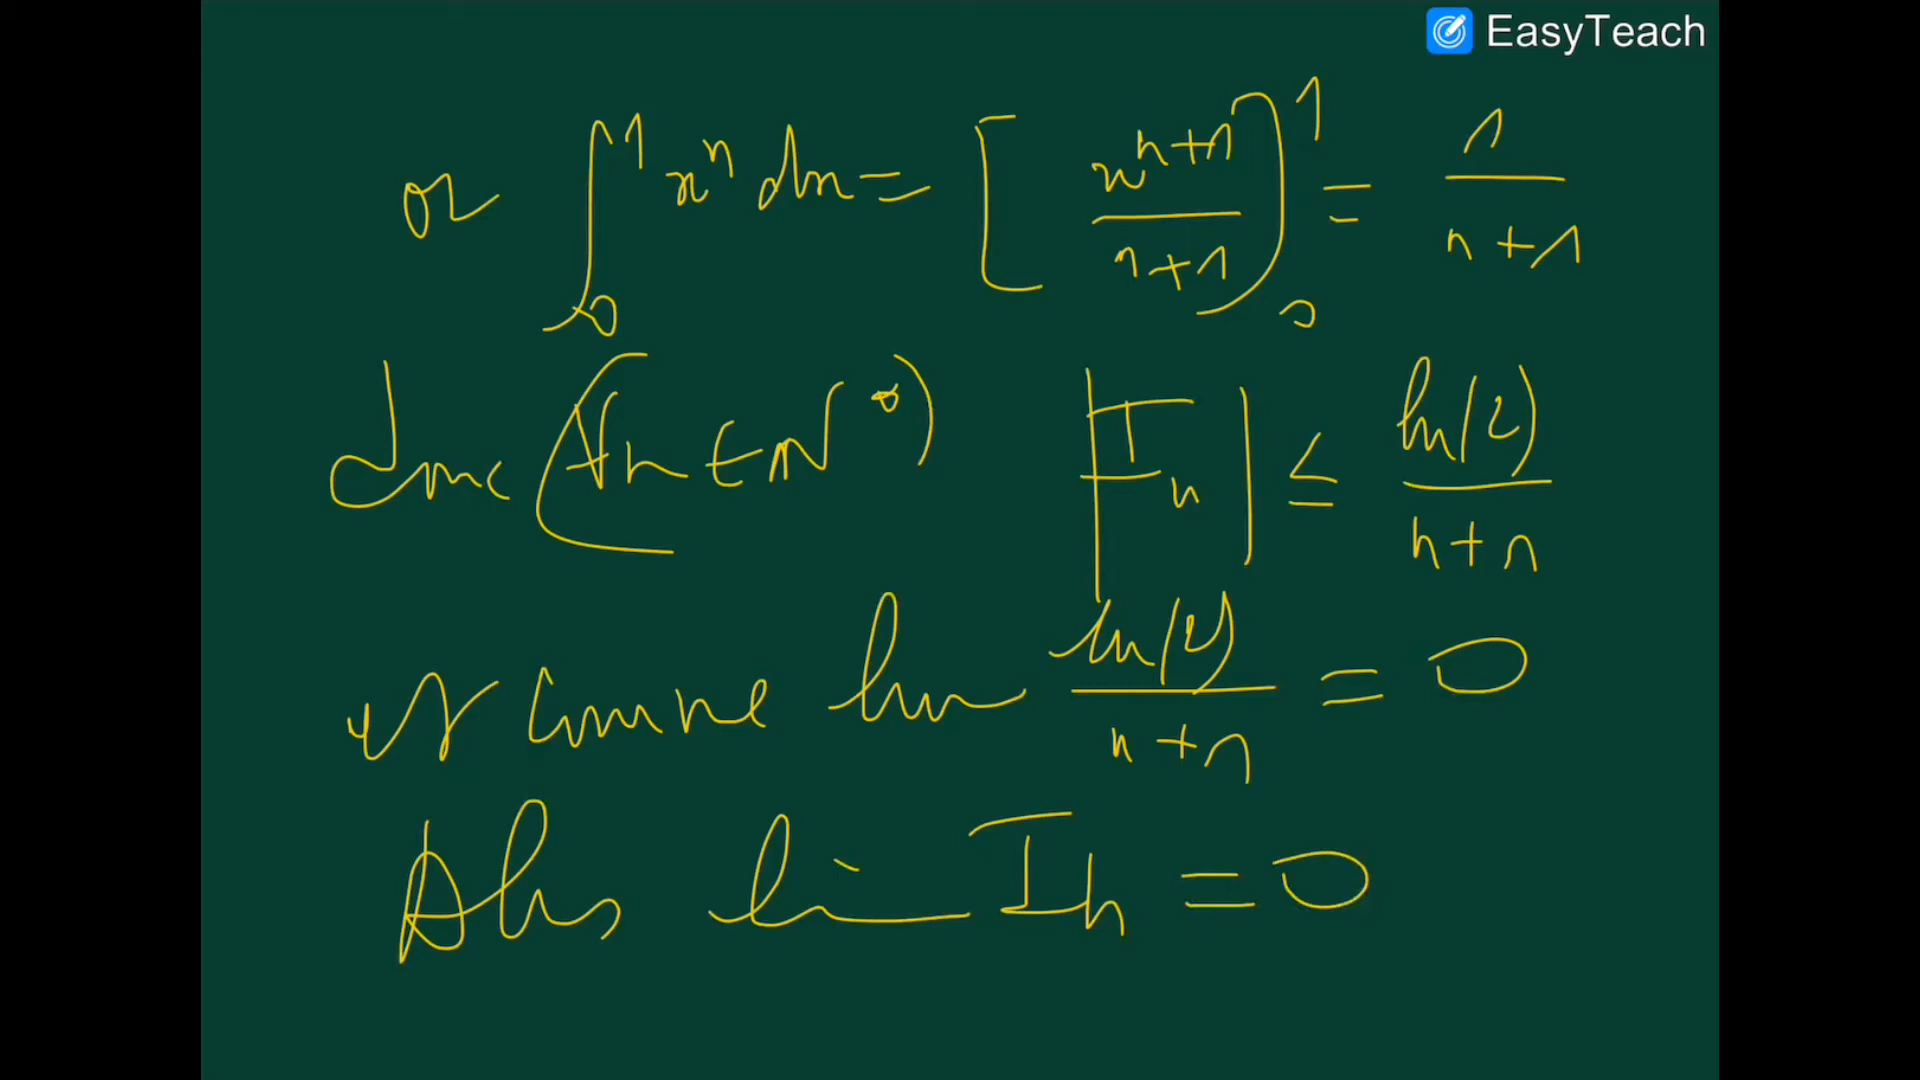 EasyTeach
or ∫₀¹ xⁿ dx = [xⁿ⁺¹/(n+1)]₀¹ = 1/(n+1)
donc (∀n∈N*) |Iₙ| ≤ ln(2)/(n+1)
et comme lim ln(2)/(n+1) = 0
Alors lim Iₙ = 0